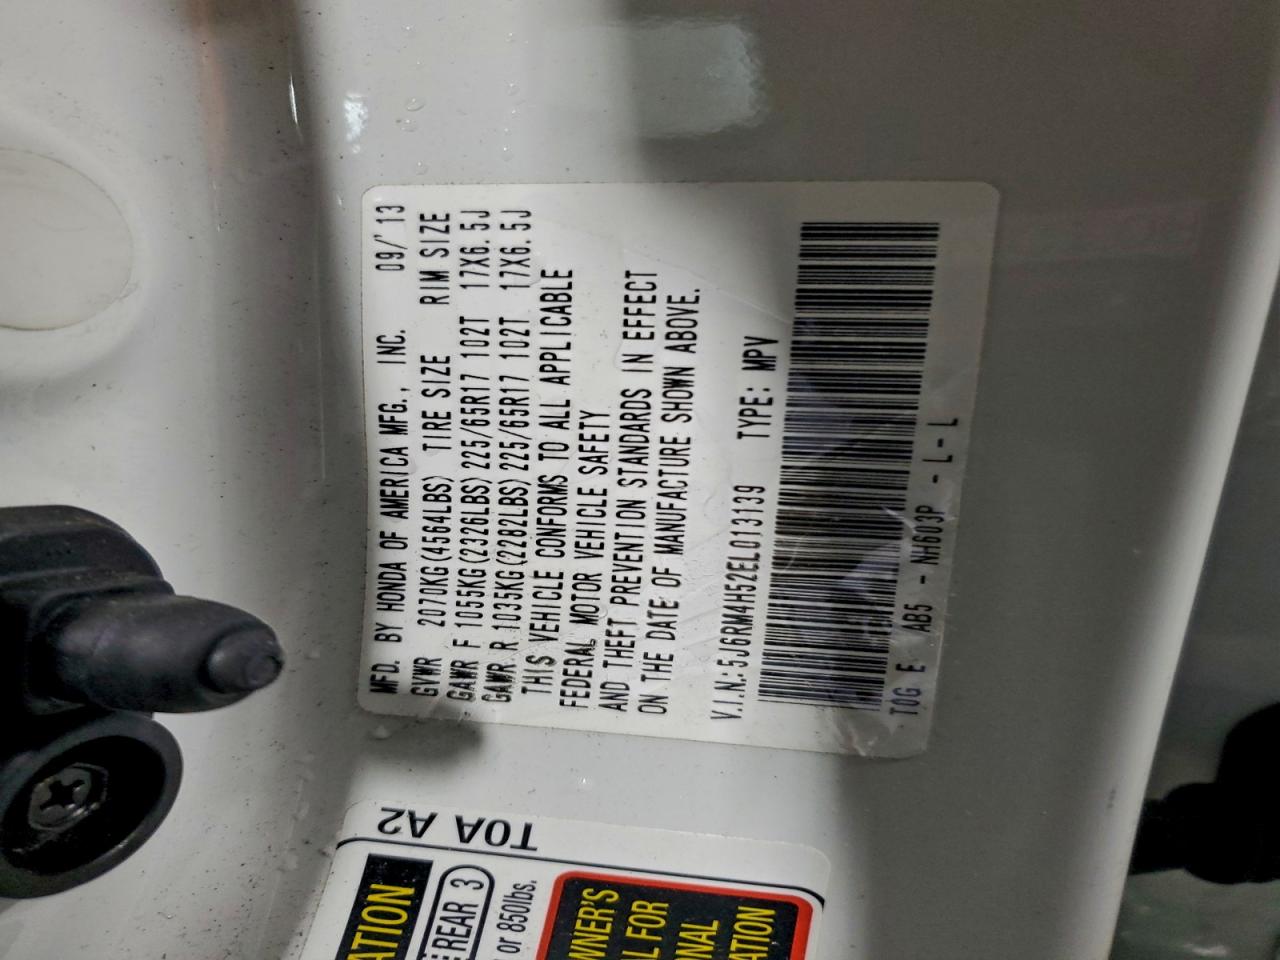 MFD. BY HONDA OF AMERICA MFG., INC. 09/'13
GVWR 2070KG(4564LBS) TIRE SIZE RIM SIZE
GAWR F 1055KG(2326LBS) 225/65R17 102T 17X6.5J
GAWR R 1035KG(2282LBS) 225/65R17 102T 17X6.5J
THIS VEHICLE CONFORMS TO ALL APPLICABLE
FEDERAL MOTOR VEHICLE SAFETY
AND THEFT PREVENTION STANDARDS IN EFFECT
ON THE DATE OF MANUFACTURE SHOWN ABOVE.
V.I.N.:5J6RM4H52EL013139 TYPE: MPV
T0G E AB5 - NH603P - L-L
T0A A2
ATION
REAR 3
or 850lbs.
WNER'S
AL FOR
ONAL
ATION